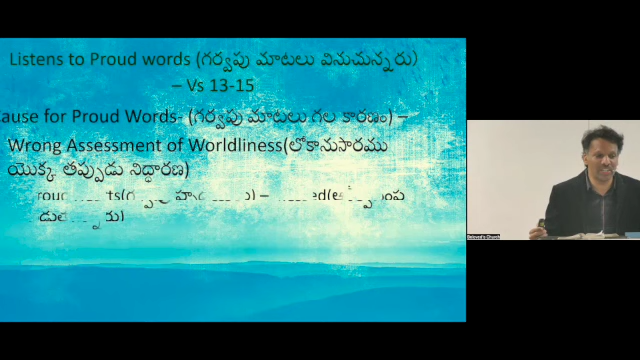 Listens to Proud words (గర్వపు మాటలు వినుచున్నరు)
– Vs 13-15
ause for Proud Words- (గర్వపు మాటలు గల కారణం) –
Wrong Assessment of Worldliness(లోకానుసారము
యొక్క తప్పుడు నిర్ధారణ)